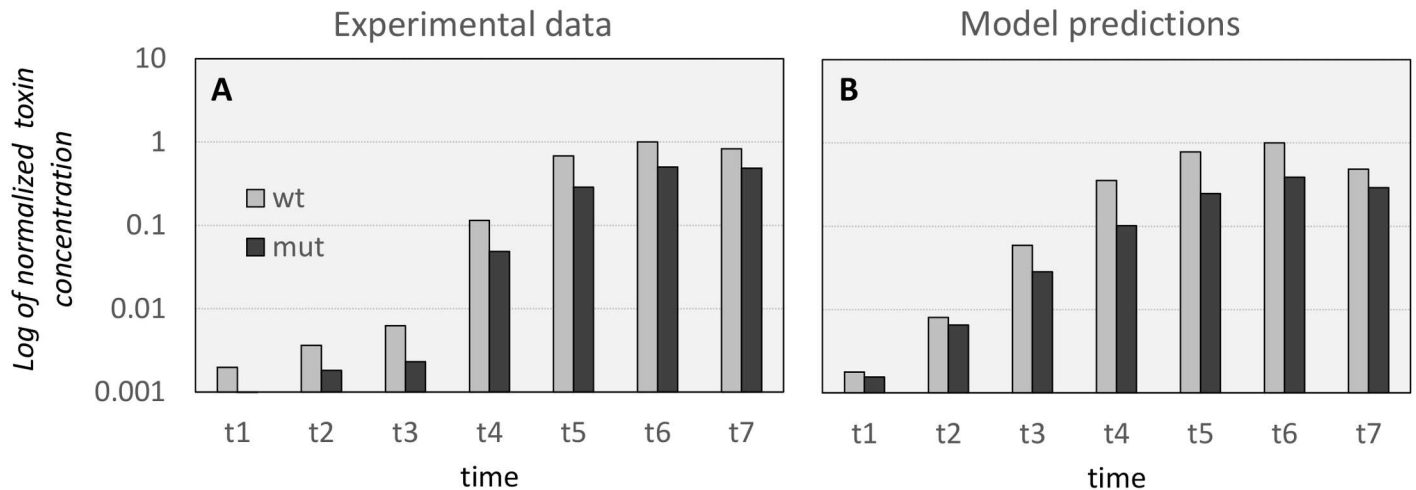 Experimental data
Model predictions
Log of normalized toxin
concentration
10
1
0.1
0.01
0.001
A
wt
mut
t1 t2 t3 t4 t5 t6 t7
time
B
t1 t2 t3 t4 t5 t6 t7
time